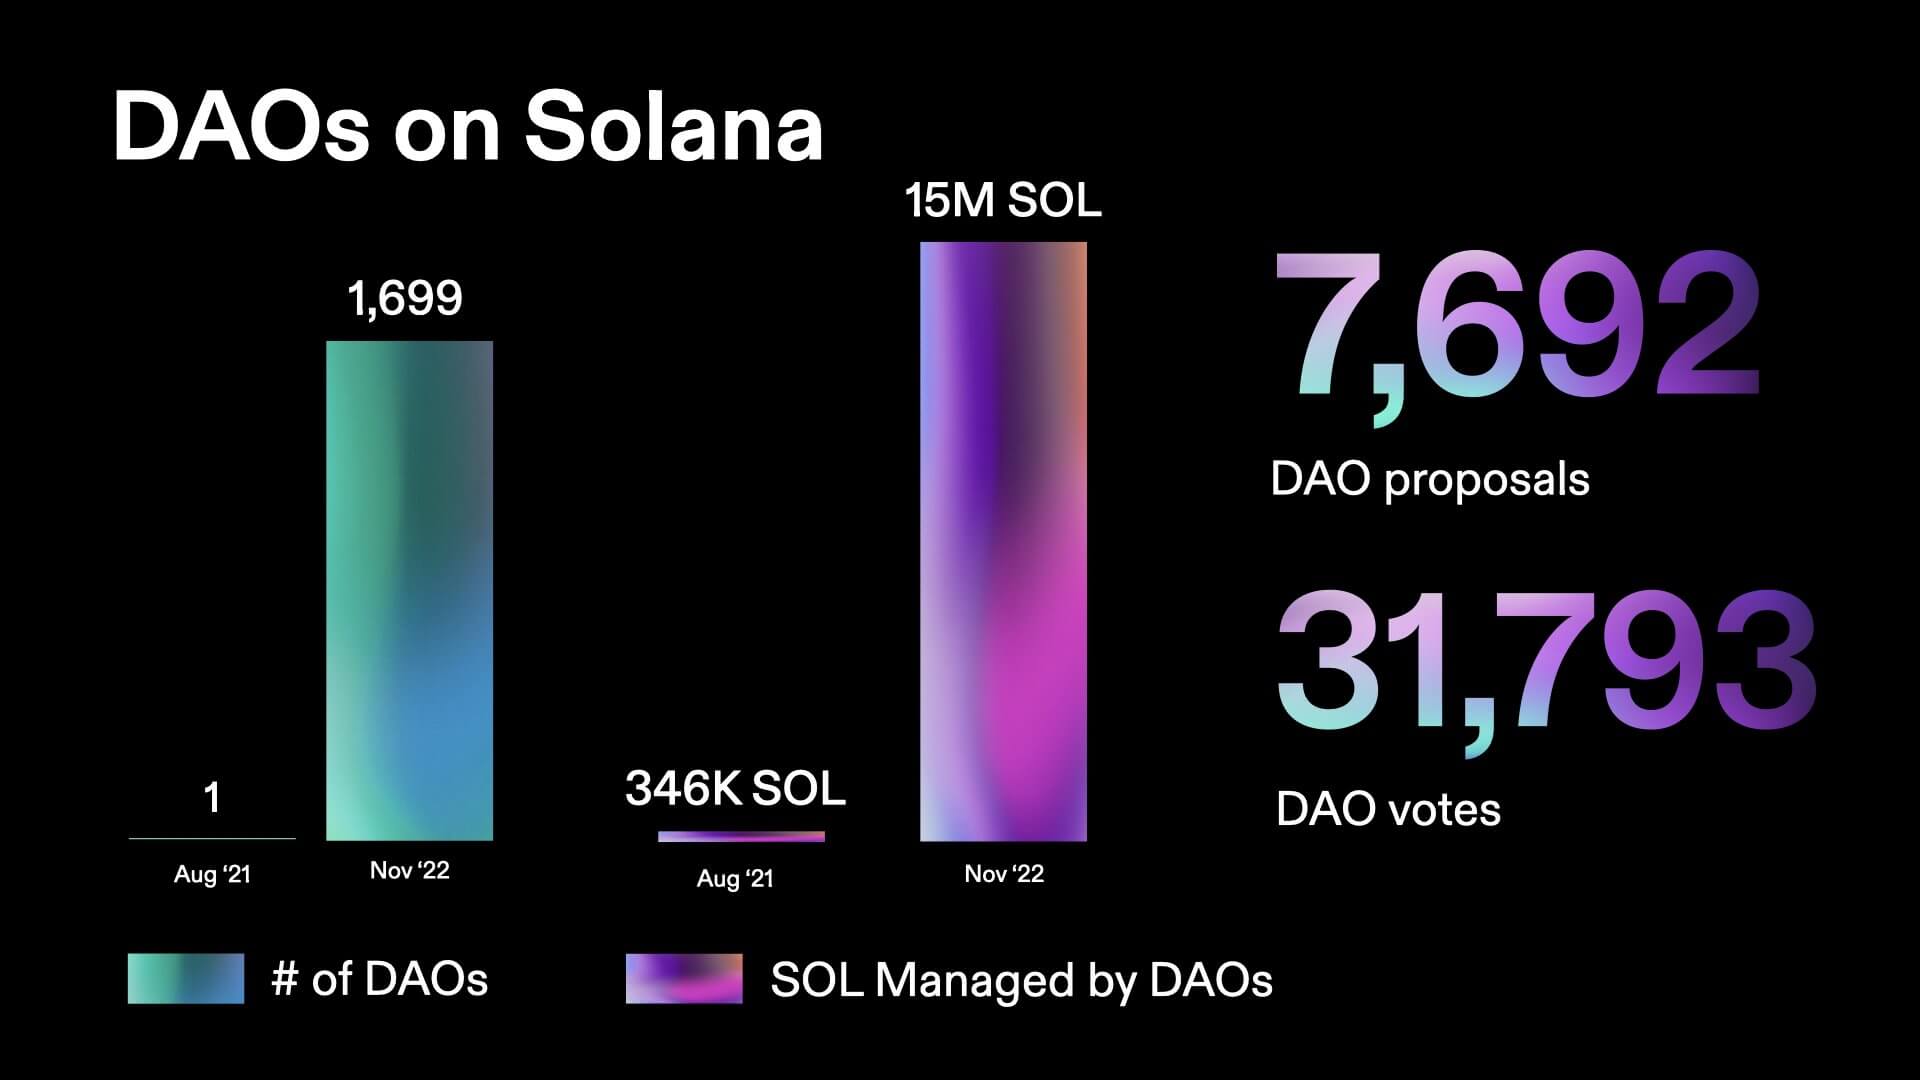 DAOs on Solana
1
Aug ‘21
1,699
Nov ‘22
# of DAOs
346K SOL
Aug ‘21
15M SOL
Nov ‘22
SOL Managed by DAOs
7,692
DAO proposals
31,793
DAO votes